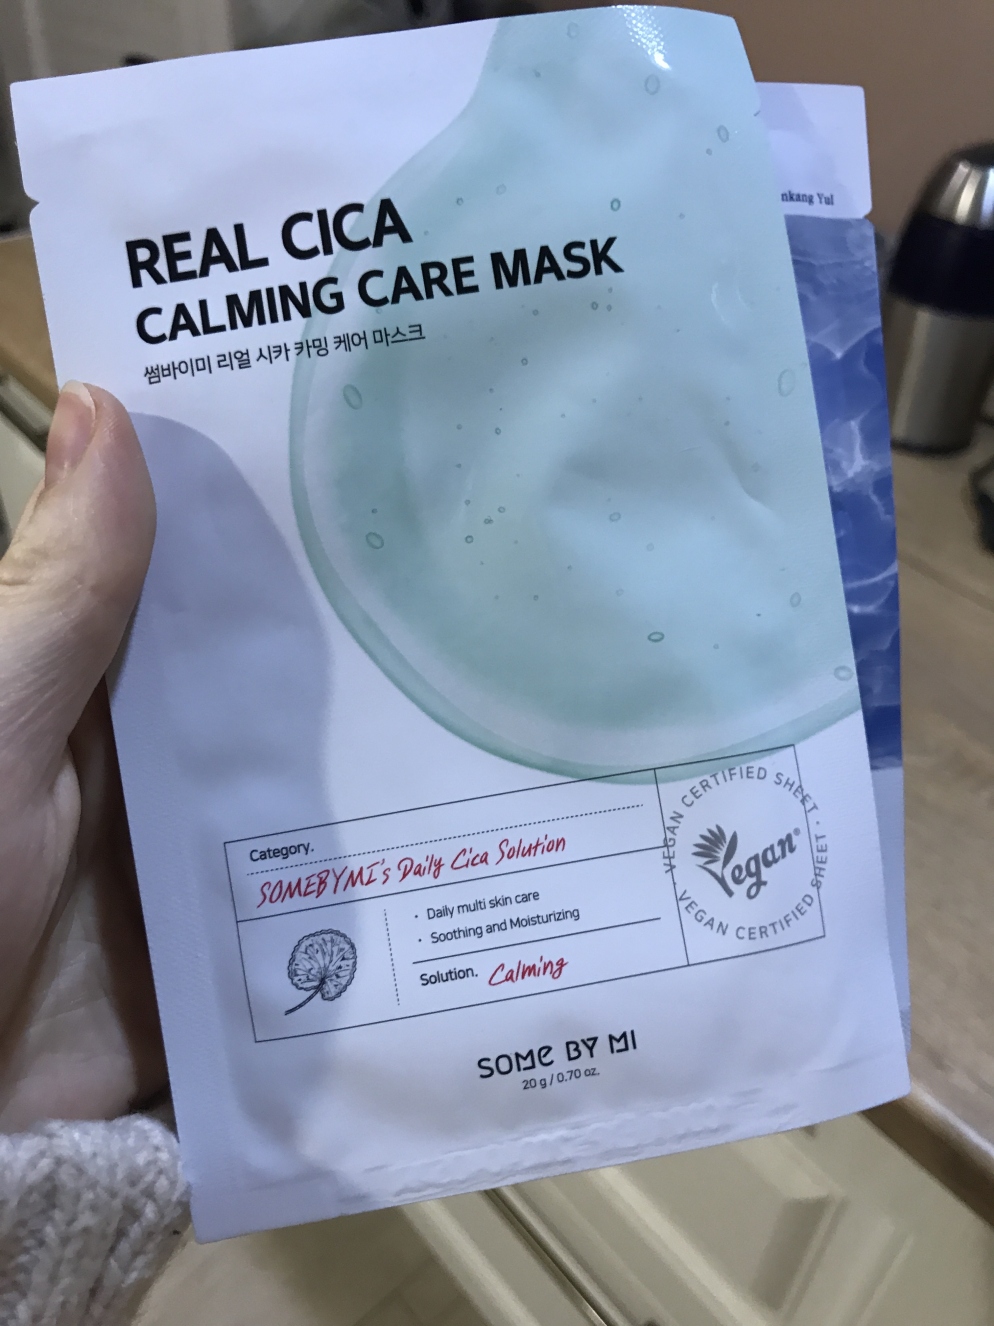 REAL CICA
CALMING CARE MASK
썸바이미 리얼 시카 카밍 케어 마스크
nkang Yul
Category.
SOMEBYMI's Daily Cica Solution
· Daily multi skin care
· Soothing and Moisturizing
Solution. Calming
VEGAN CERTIFIED SHEET · VEGAN CERTIFIED SHEET ·
Vegan®
SOME BY MI
20 g / 0.70 oz.